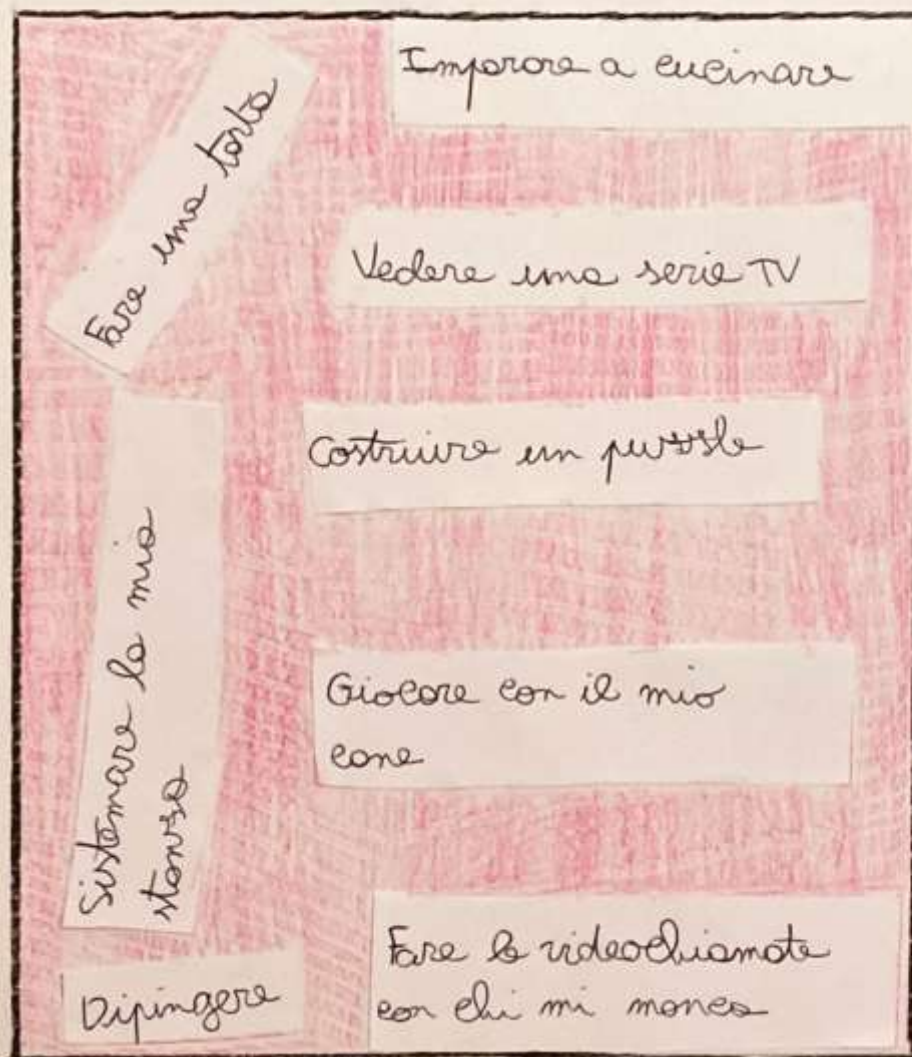 Imparare a cucinare
Fare una torta
Vedere una serie TV
Costruire un puzzle
Sistemare la mia
stanza
Giocare con il mio
cane
Dipingere
Fare le videochiamate
con chi mi manca